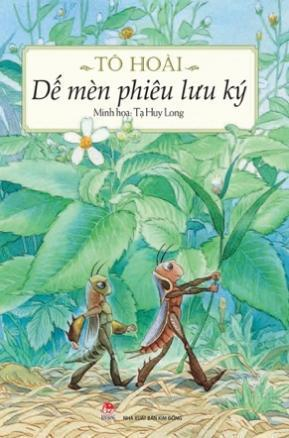 TÔ HOÀI
Dế mèn phiêu lưu ký
Minh họa: Tạ Huy Long
NHÀ XUẤT BẢN KIM ĐỒNG